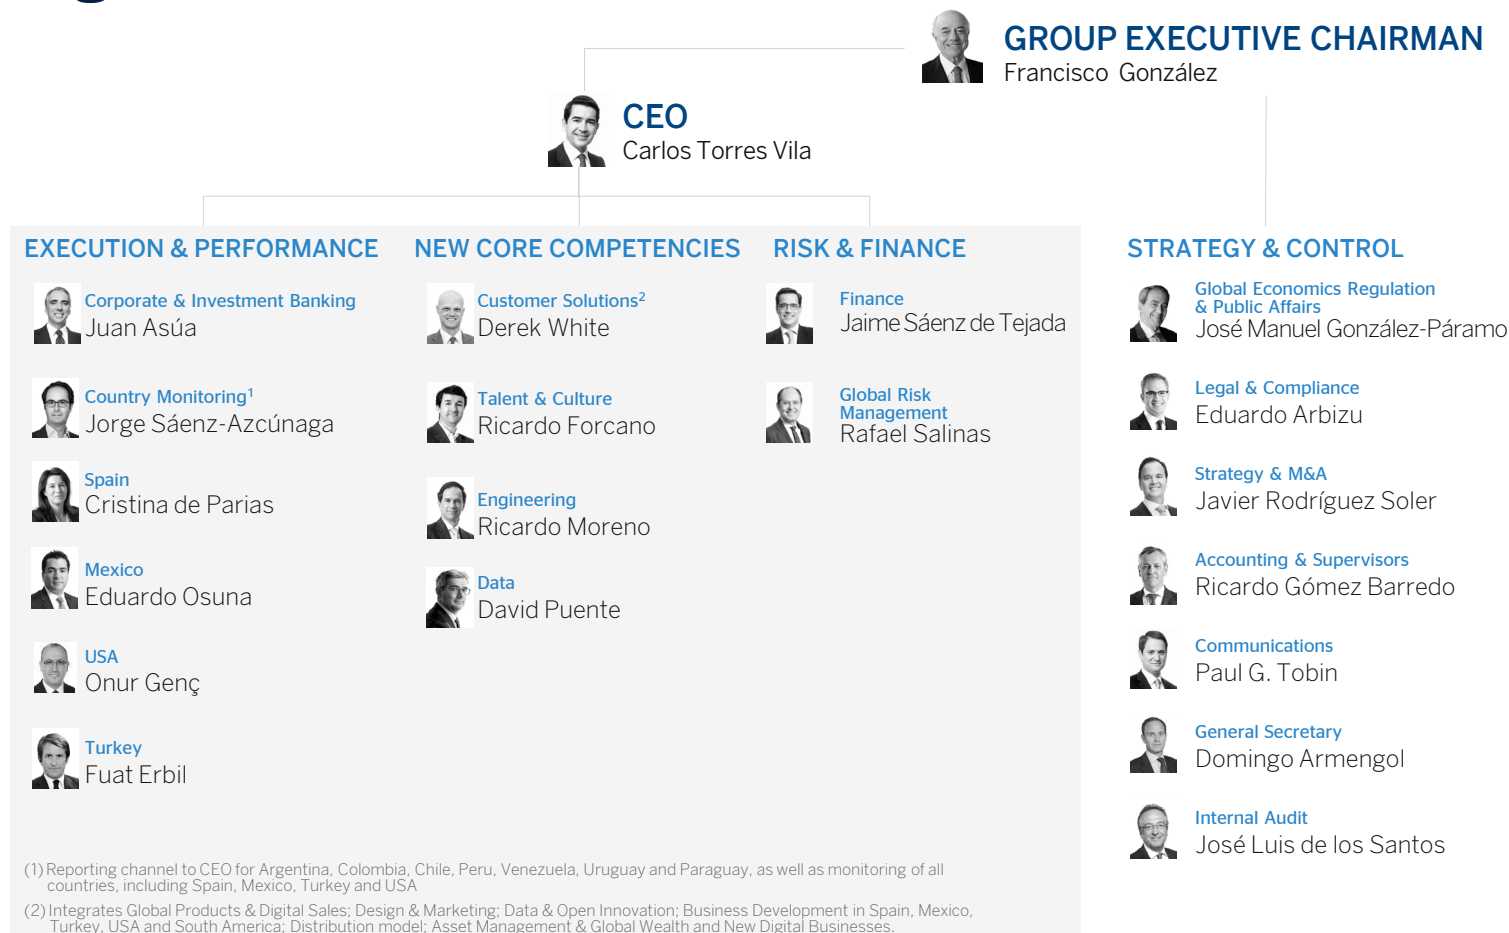 GROUP EXECUTIVE CHAIRMAN
Francisco González
CEO
Carlos Torres Vila
EXECUTION & PERFORMANCE
Corporate & Investment Banking
Juan Asúa
Country Monitoring¹
Jorge Sáenz-Azcúnaga
Spain
Cristina de Parias
Mexico
Eduardo Osuna
USA
Onur Genç
Turkey
Fuat Erbil
NEW CORE COMPETENCIES
Customer Solutions²
Derek White
Talent & Culture
Ricardo Forcano
Engineering
Ricardo Moreno
Data
David Puente
RISK & FINANCE
Finance
Jaime Sáenz de Tejada
Global Risk
Management
Rafael Salinas
STRATEGY & CONTROL
Global Economics Regulation
& Public Affairs
José Manuel González-Páramo
Legal & Compliance
Eduardo Arbizu
Strategy & M&A
Javier Rodríguez Soler
Accounting & Supervisors
Ricardo Gómez Barredo
Communications
Paul G. Tobin
General Secretary
Domingo Armengol
Internal Audit
José Luis de los Santos
(1) Reporting channel to CEO for Argentina, Colombia, Chile, Peru, Venezuela, Uruguay and Paraguay, as well as monitoring of all
countries, including Spain, Mexico, Turkey and USA
(2) Integrates Global Products & Digital Sales; Design & Marketing; Data & Open Innovation; Business Development in Spain, Mexico,
Turkey, USA and South America; Distribution model; Asset Management & Global Wealth and New Digital Businesses.